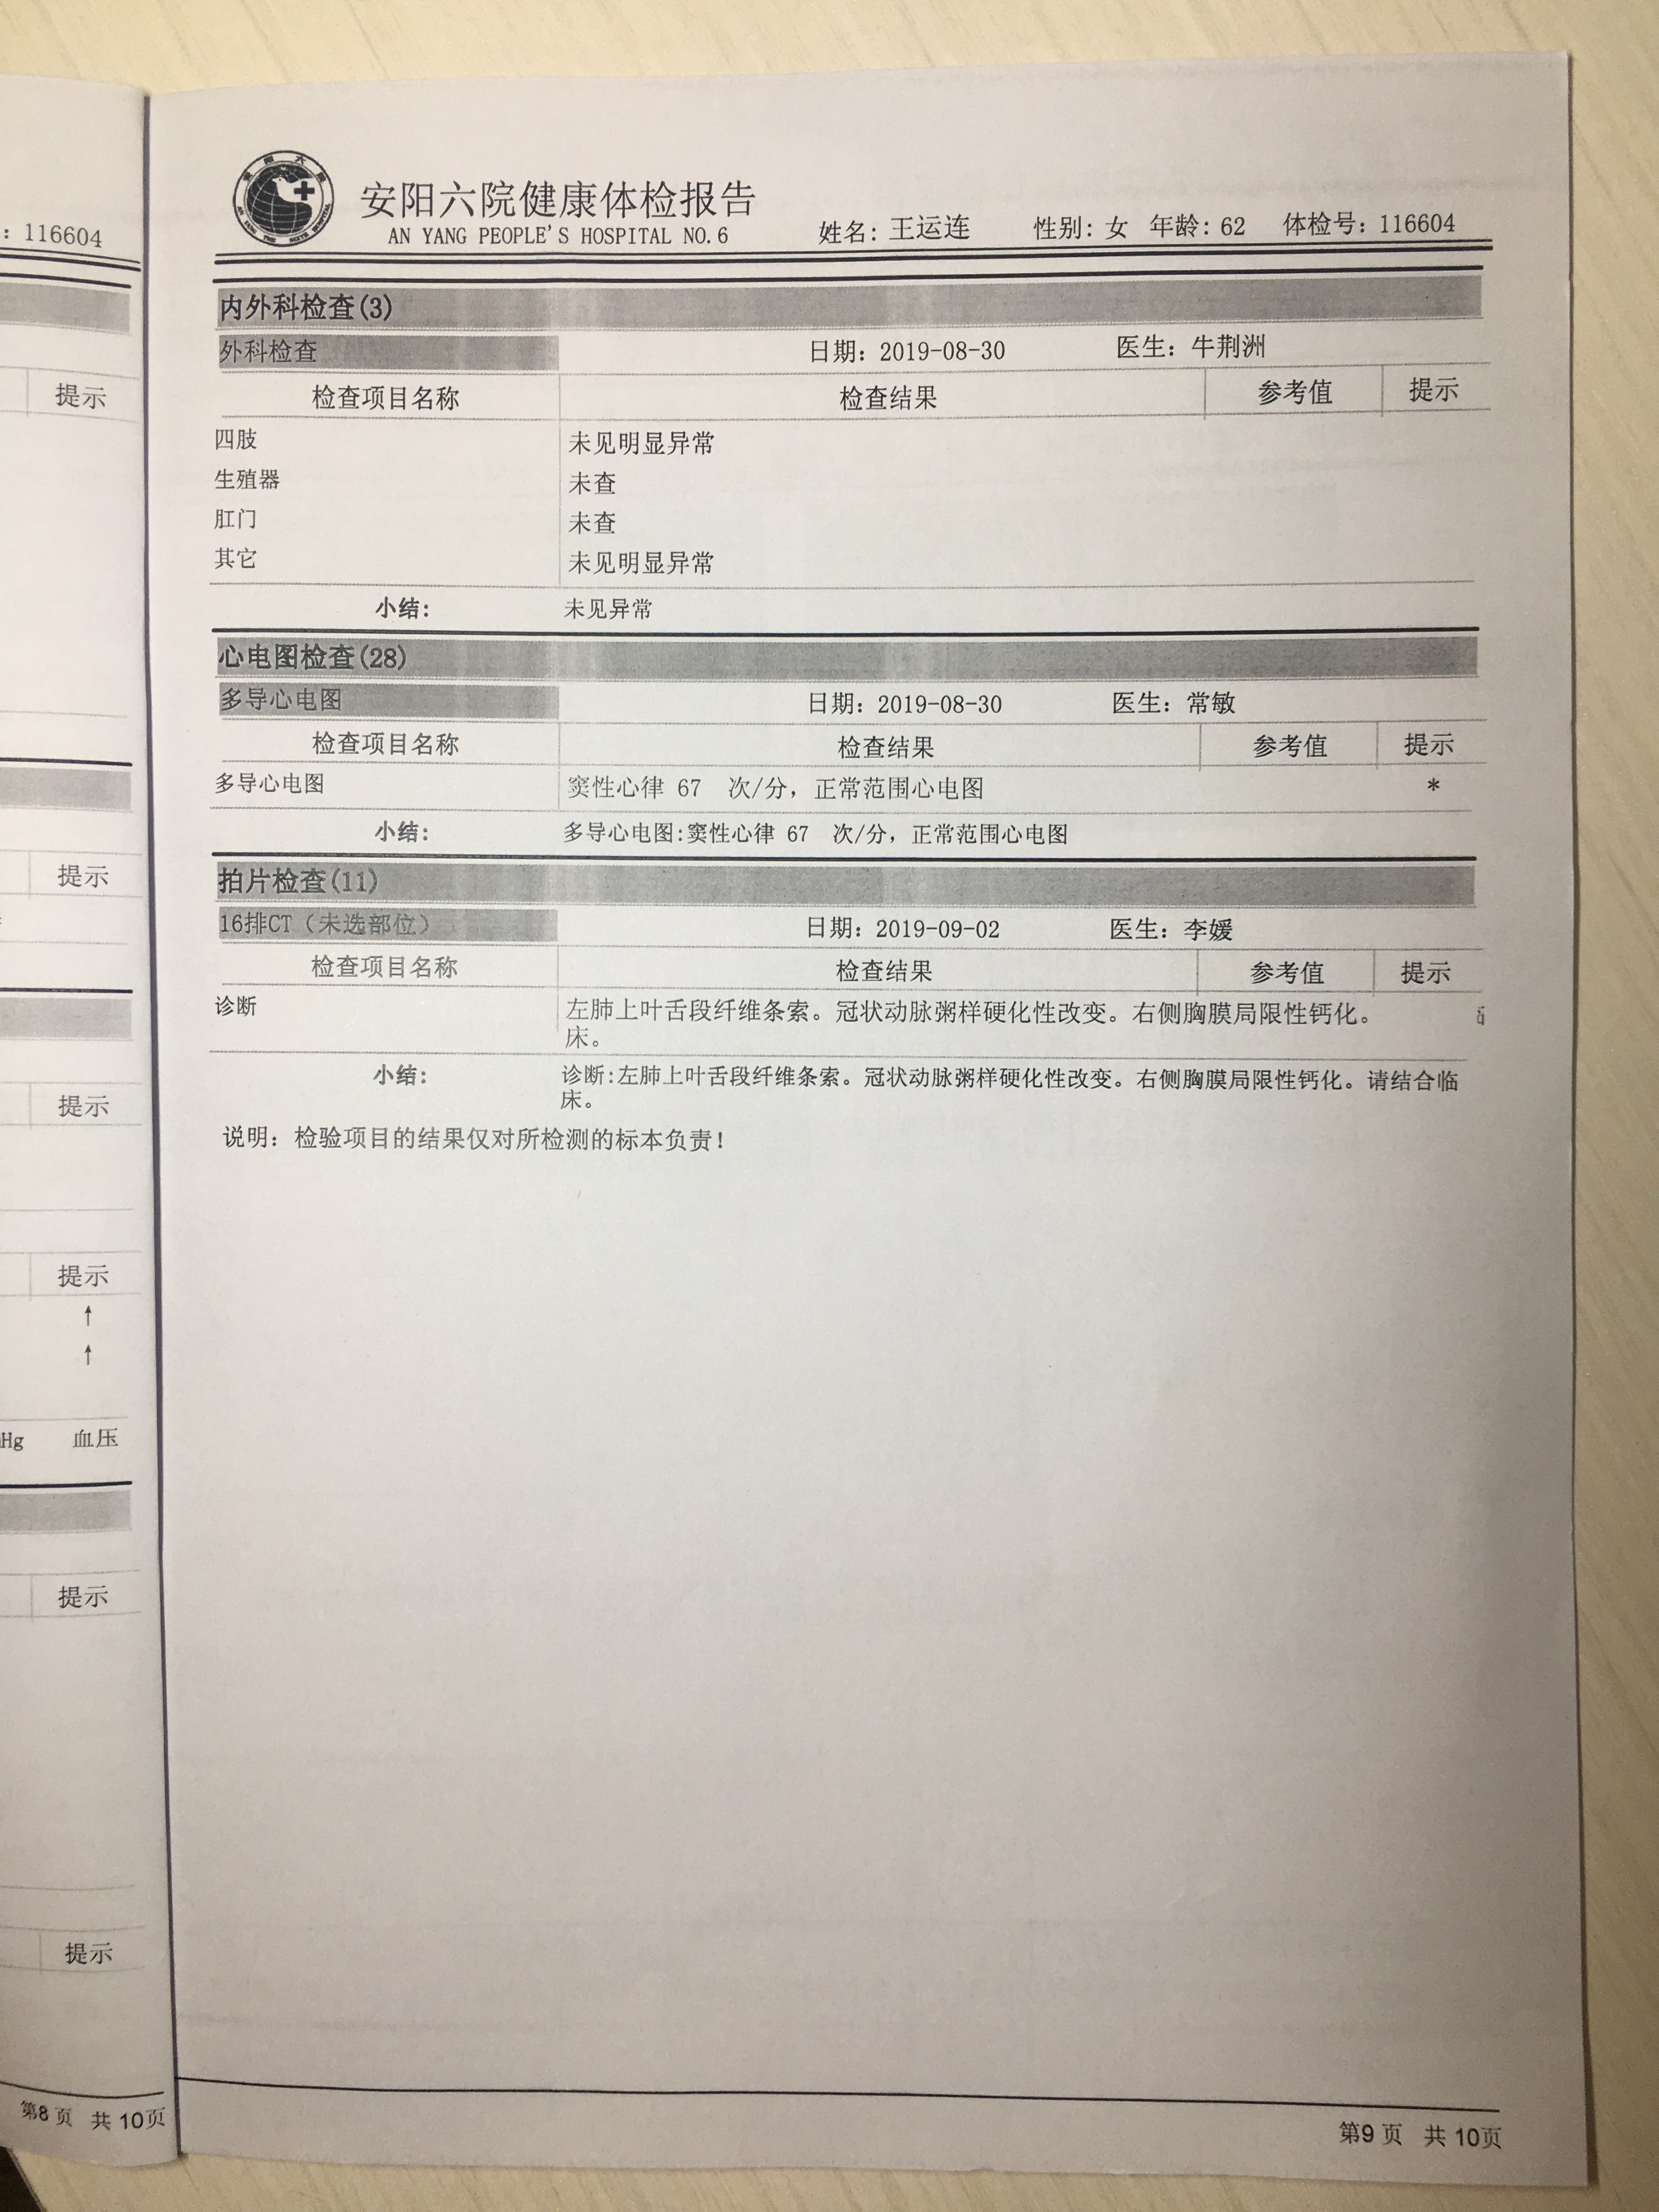 : 116604
提示
提示
提示
提示
↑
↑
Hg 血压
提示
提示
第8页 共10页
安阳六院健康体检报告
AN YANG PEOPLE'S HOSPITAL NO.6
姓名: 王运连 性别: 女 年龄: 62 体检号: 116604
内外科检查(3)
外科检查 日期: 2019-08-30 医生: 牛荆洲
检查项目名称 检查结果 参考值 提示
四肢 未见明显异常
生殖器 未查
肛门 未查
其它 未见明显异常
小结: 未见异常
心电图检查(28)
多导心电图 日期: 2019-08-30 医生: 常敏
检查项目名称 检查结果 参考值 提示
多导心电图 窦性心律 67 次/分，正常范围心电图 *
小结: 多导心电图:窦性心律 67 次/分，正常范围心电图
拍片检查(11)
16排CT（未选部位） 日期: 2019-09-02 医生: 李媛
检查项目名称 检查结果 参考值 提示
诊断 左肺上叶舌段纤维条索。冠状动脉粥样硬化性改变。右侧胸膜局限性钙化。
床。
小结: 诊断:左肺上叶舌段纤维条索。冠状动脉粥样硬化性改变。右侧胸膜局限性钙化。请结合临
床。
说明: 检验项目的结果仅对所检测的标本负责!
第9页 共10页